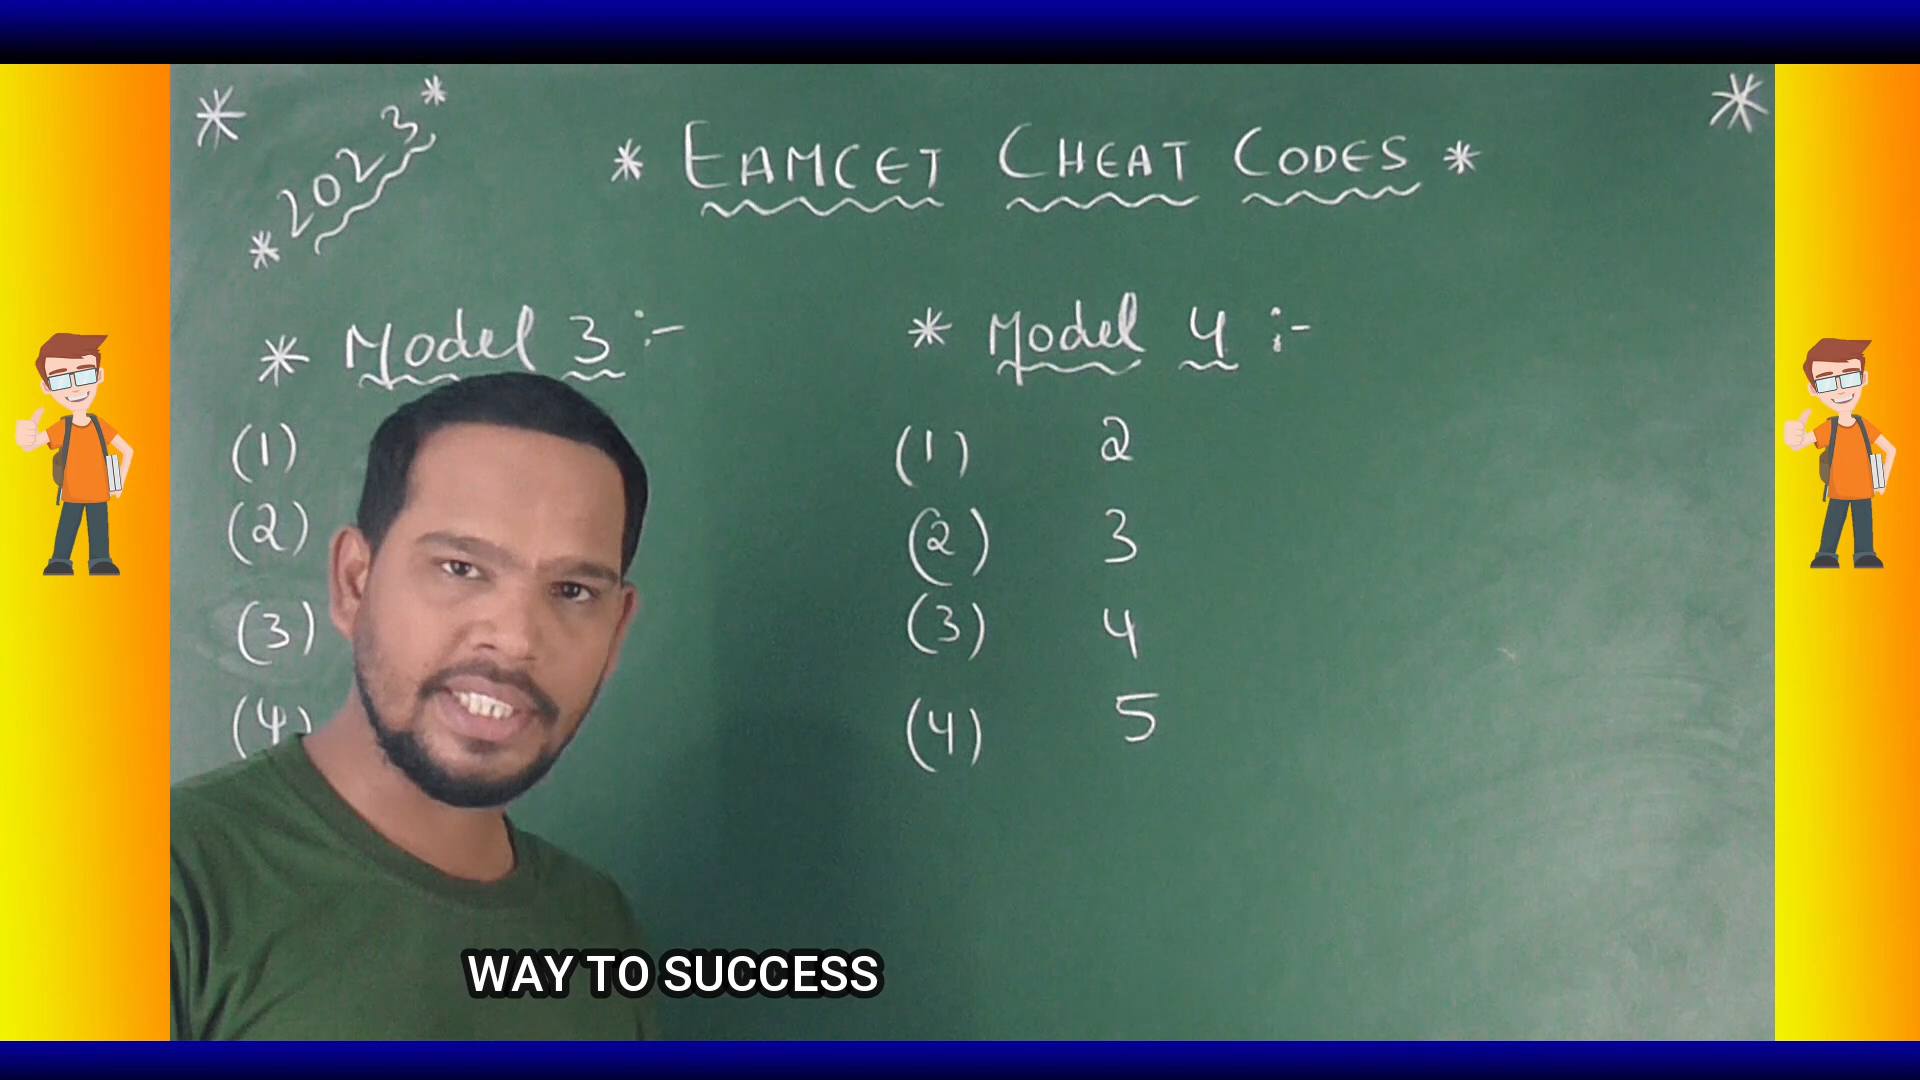 * 2023 *
* EAMCET CHEAT CODES *
* Model 3 :-
(1)
(2)
(3)
(4)
* Model 4 :-
(1) 2
(2) 3
(3) 4
(4) 5
WAY TO SUCCESS